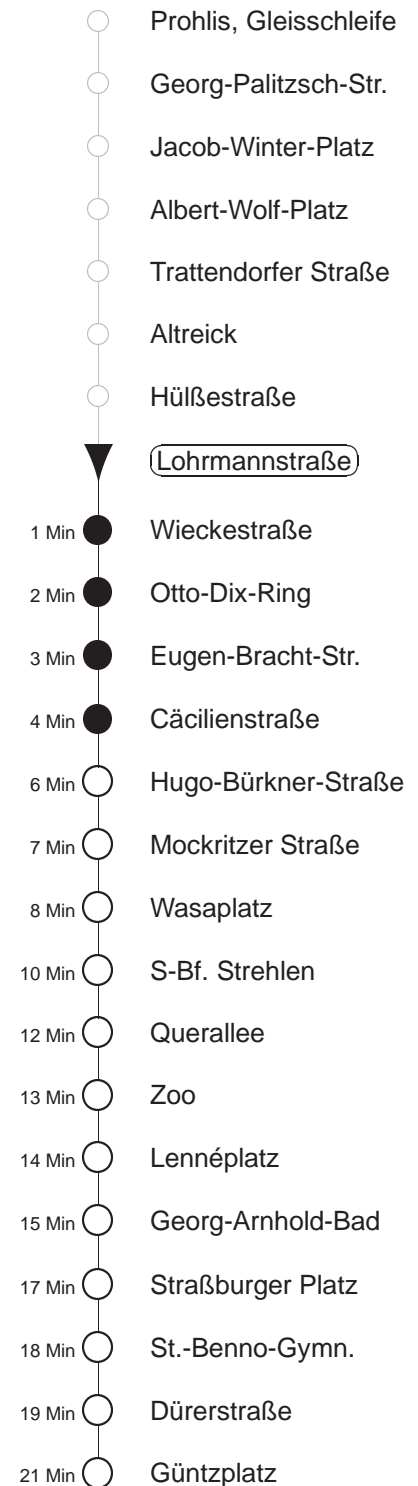 Prohlis, Gleisschleife
Georg-Palitzsch-Str.
Jacob-Winter-Platz
Albert-Wolf-Platz
Trattendorfer Straße
Altreick
Hülßestraße
Lohrmannstraße
1 Min Wieckestraße
2 Min Otto-Dix-Ring
3 Min Eugen-Bracht-Str.
4 Min Cäcilienstraße
6 Min Hugo-Bürkner-Straße
7 Min Mockritzer Straße
8 Min Wasaplatz
10 Min S-Bf. Strehlen
12 Min Querallee
13 Min Zoo
14 Min Lennéplatz
15 Min Georg-Arnhold-Bad
17 Min Straßburger Platz
18 Min St.-Benno-Gymn.
19 Min Dürerstraße
21 Min Güntzplatz